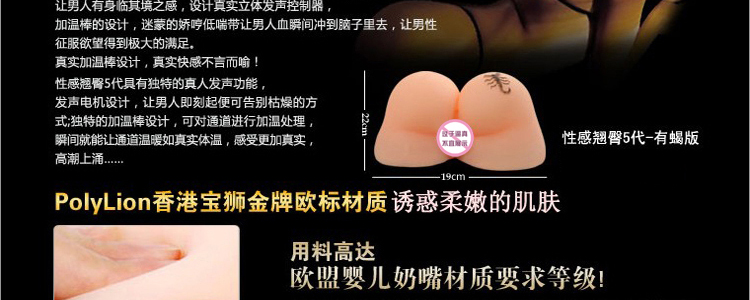 让男人有身临其境之感，设计真实立体发声控制器，
加温棒的设计，迷蒙的娇哼低喘带让男人血瞬间冲到脑子里去，让男性
征服欲望得到极大的满足。
真实加温棒设计，真实快感不言而喻！
性感翘臀5代具有独特的真人发声功能，
发声电机设计，让男人即刻起便可告别枯燥的方
式;独特的加温棒设计，可对通道进行加温处理，
瞬间就能让通道温暖如真实体温，感受更加真实，
高潮上涌......
22cm
19cm
性感翘臀5代-有蝎版
PolyLion香港宝狮金牌欧标材质 诱惑柔嫩的肌肤
用料高达
欧盟婴儿奶嘴材质要求等级!